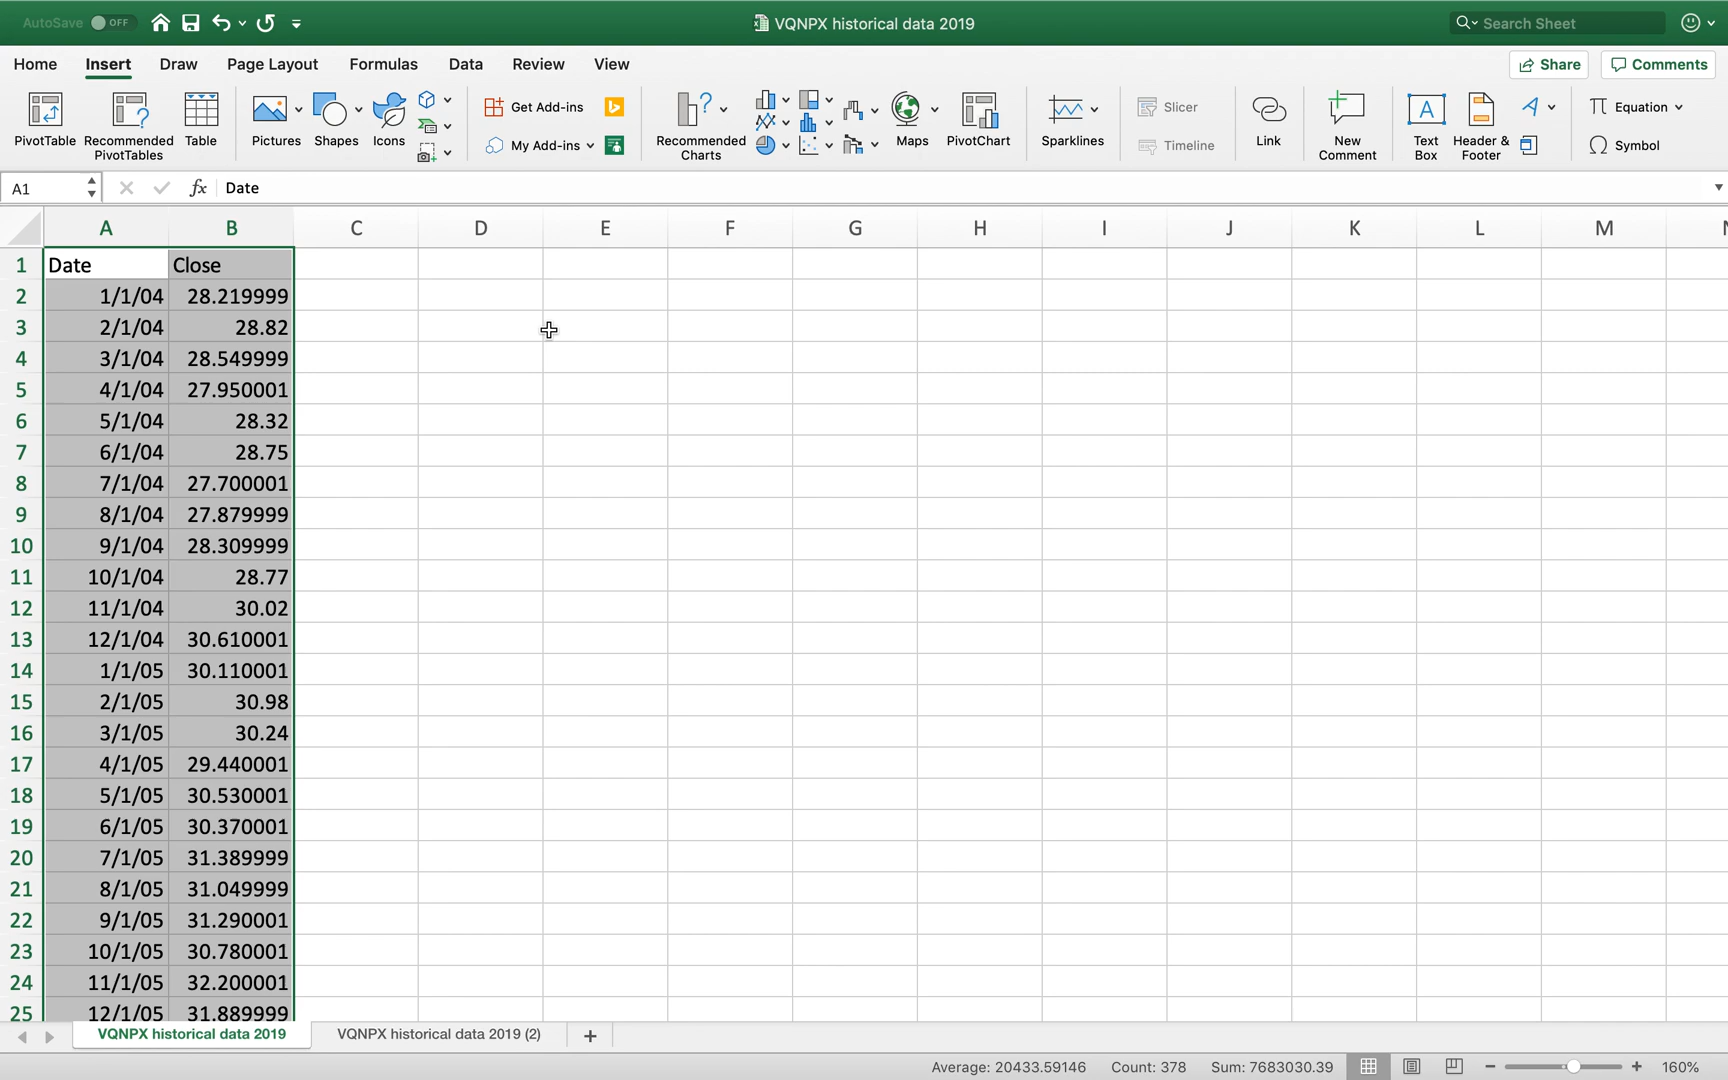 AutoSave OFF
VQNPX historical data 2019
Search Sheet
Home Insert Draw Page Layout Formulas Data Review View
Share Comments
PivotTable
Recommended
PivotTables
Table
Pictures
Shapes
Icons
Get Add-ins
My Add-ins
Recommended
Charts
Maps
PivotChart
Sparklines
Slicer
Timeline
Link
New
Comment
A
Text
Box
Header &
Footer
A
π Equation
Ω Symbol
A1 fx Date
A B C D E F G H I J K L M
1 Date Close
2 1/1/04 28.219999
3 2/1/04 28.82
4 3/1/04 28.549999
5 4/1/04 27.950001
6 5/1/04 28.32
7 6/1/04 28.75
8 7/1/04 27.700001
9 8/1/04 27.879999
10 9/1/04 28.309999
11 10/1/04 28.77
12 11/1/04 30.02
13 12/1/04 30.610001
14 1/1/05 30.110001
15 2/1/05 30.98
16 3/1/05 30.24
17 4/1/05 29.440001
18 5/1/05 30.530001
19 6/1/05 30.370001
20 7/1/05 31.389999
21 8/1/05 31.049999
22 9/1/05 31.290001
23 10/1/05 30.780001
24 11/1/05 32.200001
25 12/1/05 31.889999
VQNPX historical data 2019 VQNPX historical data 2019 (2) +
Average: 20433.59146 Count: 378 Sum: 7683030.39 160%